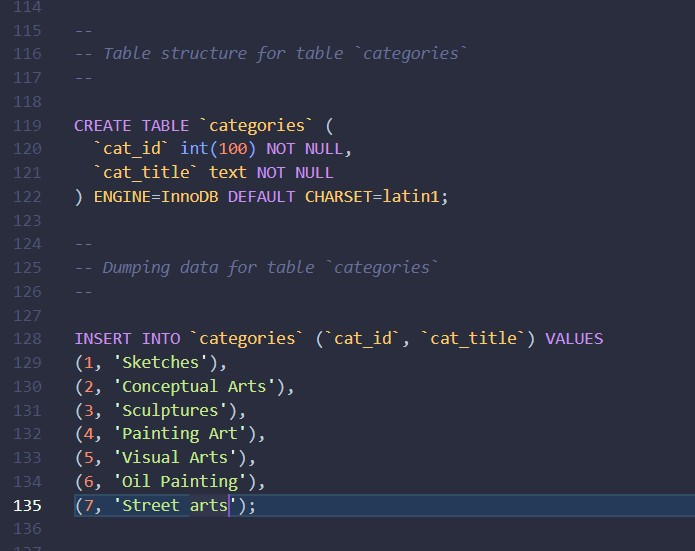 114
115 --
116 -- Table structure for table `categories`
117 --
118
119 CREATE TABLE `categories` (
120   `cat_id` int(100) NOT NULL,
121   `cat_title` text NOT NULL
122 ) ENGINE=InnoDB DEFAULT CHARSET=latin1;
123
124 --
125 -- Dumping data for table `categories`
126 --
127
128 INSERT INTO `categories` (`cat_id`, `cat_title`) VALUES
129 (1, 'Sketches'),
130 (2, 'Conceptual Arts'),
131 (3, 'Sculptures'),
132 (4, 'Painting Art'),
133 (5, 'Visual Arts'),
134 (6, 'Oil Painting'),
135 (7, 'Street arts');
136
137